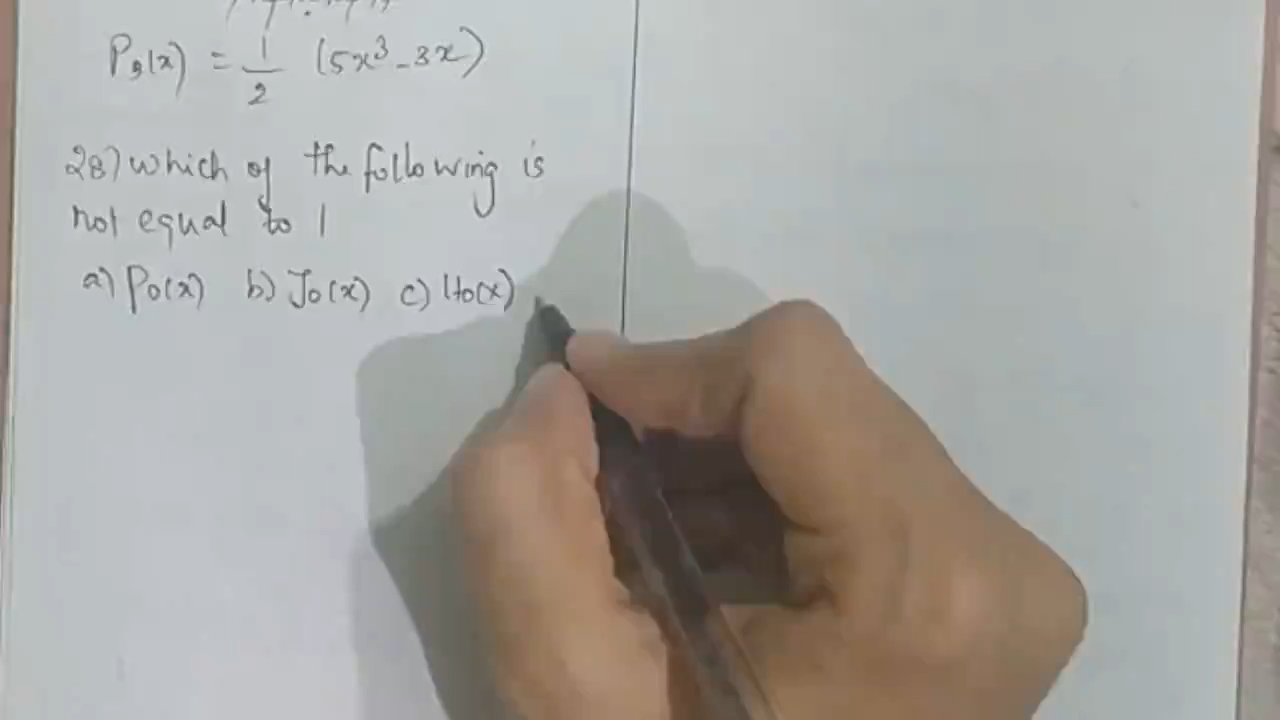 P₃(x) = 1/2 (5x³-3x)
28) which of the following is
not equal to 1
a) P₀(x) b) J₀(x) c) H₀(x)